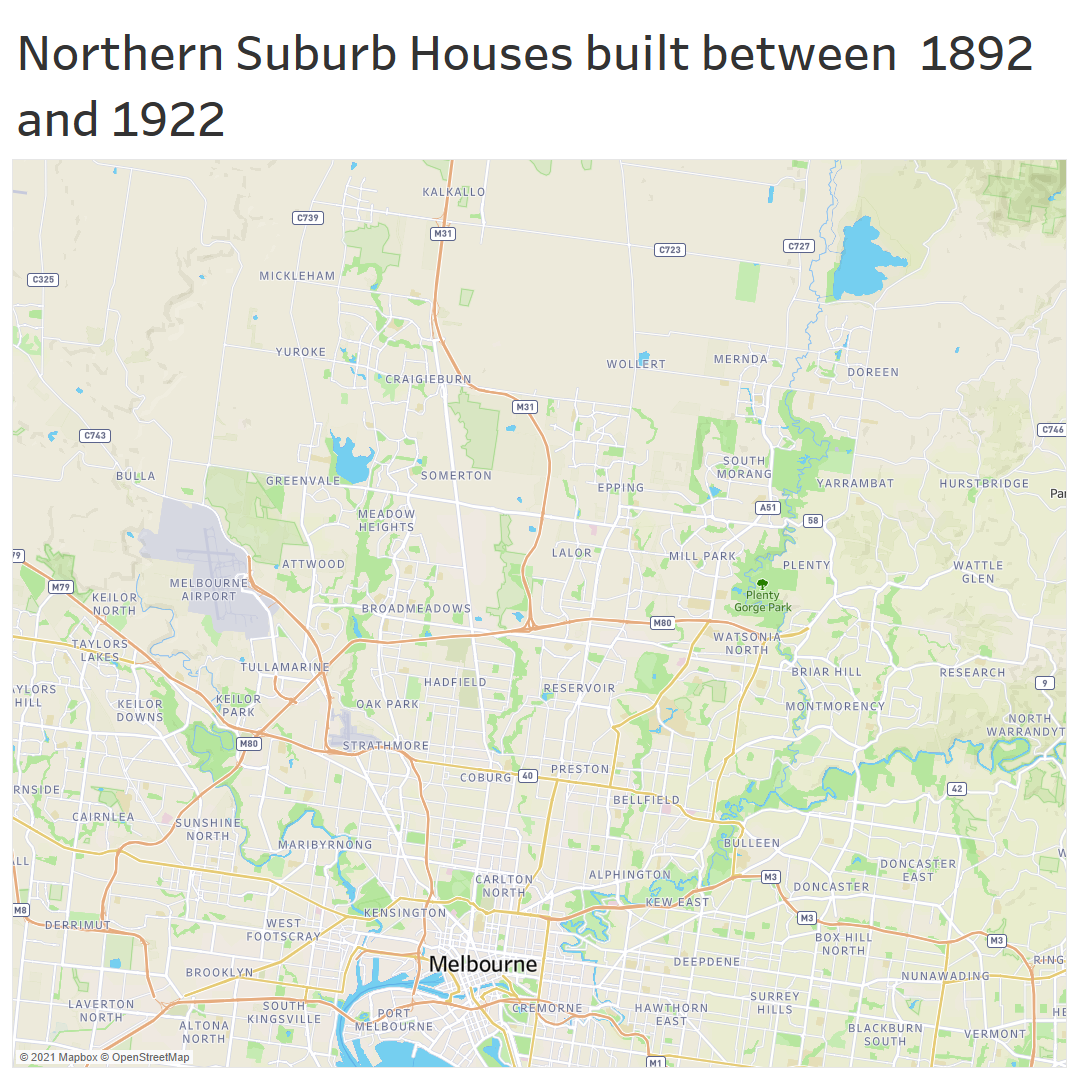 Northern Suburb Houses built between 1892
and 1922
KALKALLO
C739
M31
C723
C727
C325
MICKLEHAM
YUROKE
WOLLERT
MERNDA
DOREEN
CRAIGIEBURN
M31
C743
C746
BULLA
GREENVALE
SOMERTON
EPPING
SOUTH
MORANG
YARRAMBAT
HURSTBRIDGE
Par
A51
58
MEADOW
HEIGHTS
79
LALOR
MILL PARK
PLENTY
ATTWOOD
WATTLE
GLEN
M79
MELBOURNE
AIRPORT
KEILOR
NORTH
Plenty
Gorge Park
BROADMEADOWS
M80
WATSONIA
NORTH
TAYLORS
LAKES
TULLAMARINE
BRIAR HILL
RESEARCH
9
HADFIELD
RESERVOIR
AYLORS
HILL
KEILOR
DOWNS
KEILOR
PARK
OAK PARK
MONTMORENCY
NORTH
WARRANDYT
M80
STRATHMORE
COBURG
40
PRESTON
BELLFIELD
42
RNSIDE
CAIRNLEA
SUNSHINE
NORTH
MARIBYRNONG
BULLEEN
ALL
W
DONCASTER
EAST
CARLTON
NORTH
ALPHINGTON
M3
DONCASTER
M8
KENSINGTON
KEW EAST
M3
DERRIMUT
WEST
FOOTSCRAY
BOX HILL
NORTH
M3
Melbourne
DEEPDENE
RING
BROOKLYN
NUNAWADING
LAVERTON
NORTH
SOUTH
KINGSVILLE
PORT
MELBOURNE
CREMORNE
HAWTHORN
EAST
SURREY
HILLS
HE
ALTONA
NORTH
BLACKBURN
SOUTH
VERMONT
M1
© 2021 Mapbox © OpenStreetMap